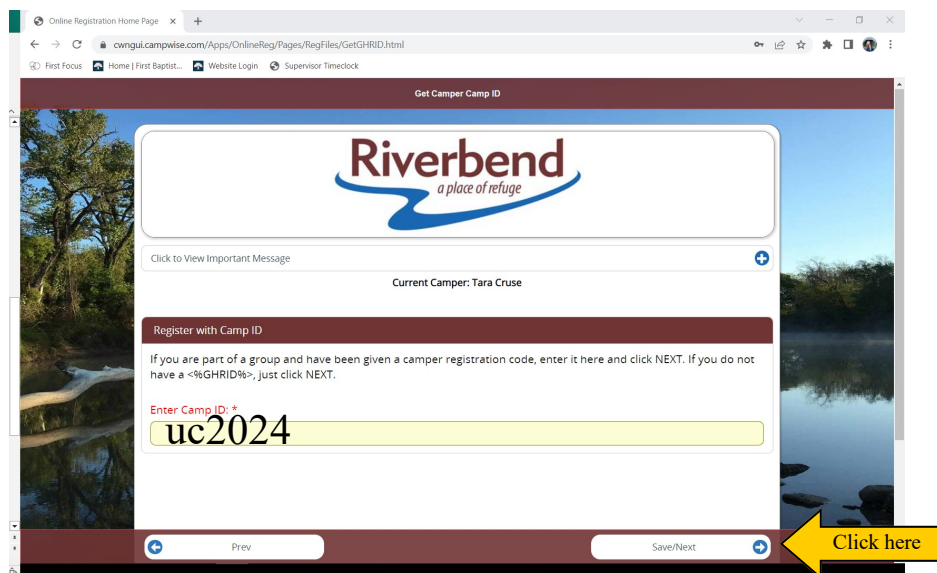 Online Registration Home Page
cwngui.campwise.com/Apps/OnlineReg/Pages/RegFiles/GetGHRID.html
First Focus Home | First Baptist... Website Login Supervisor Timeclock
Get Camper Camp ID
Riverbend
a place of refuge
Click to View Important Message
Current Camper: Tara Cruse
Register with Camp ID
If you are part of a group and have been given a camper registration code, enter it here and click NEXT. If you do not
have a <%GHRID%>, just click NEXT.
Enter Camp ID: *
uc2024
Prev Save/Next Click here